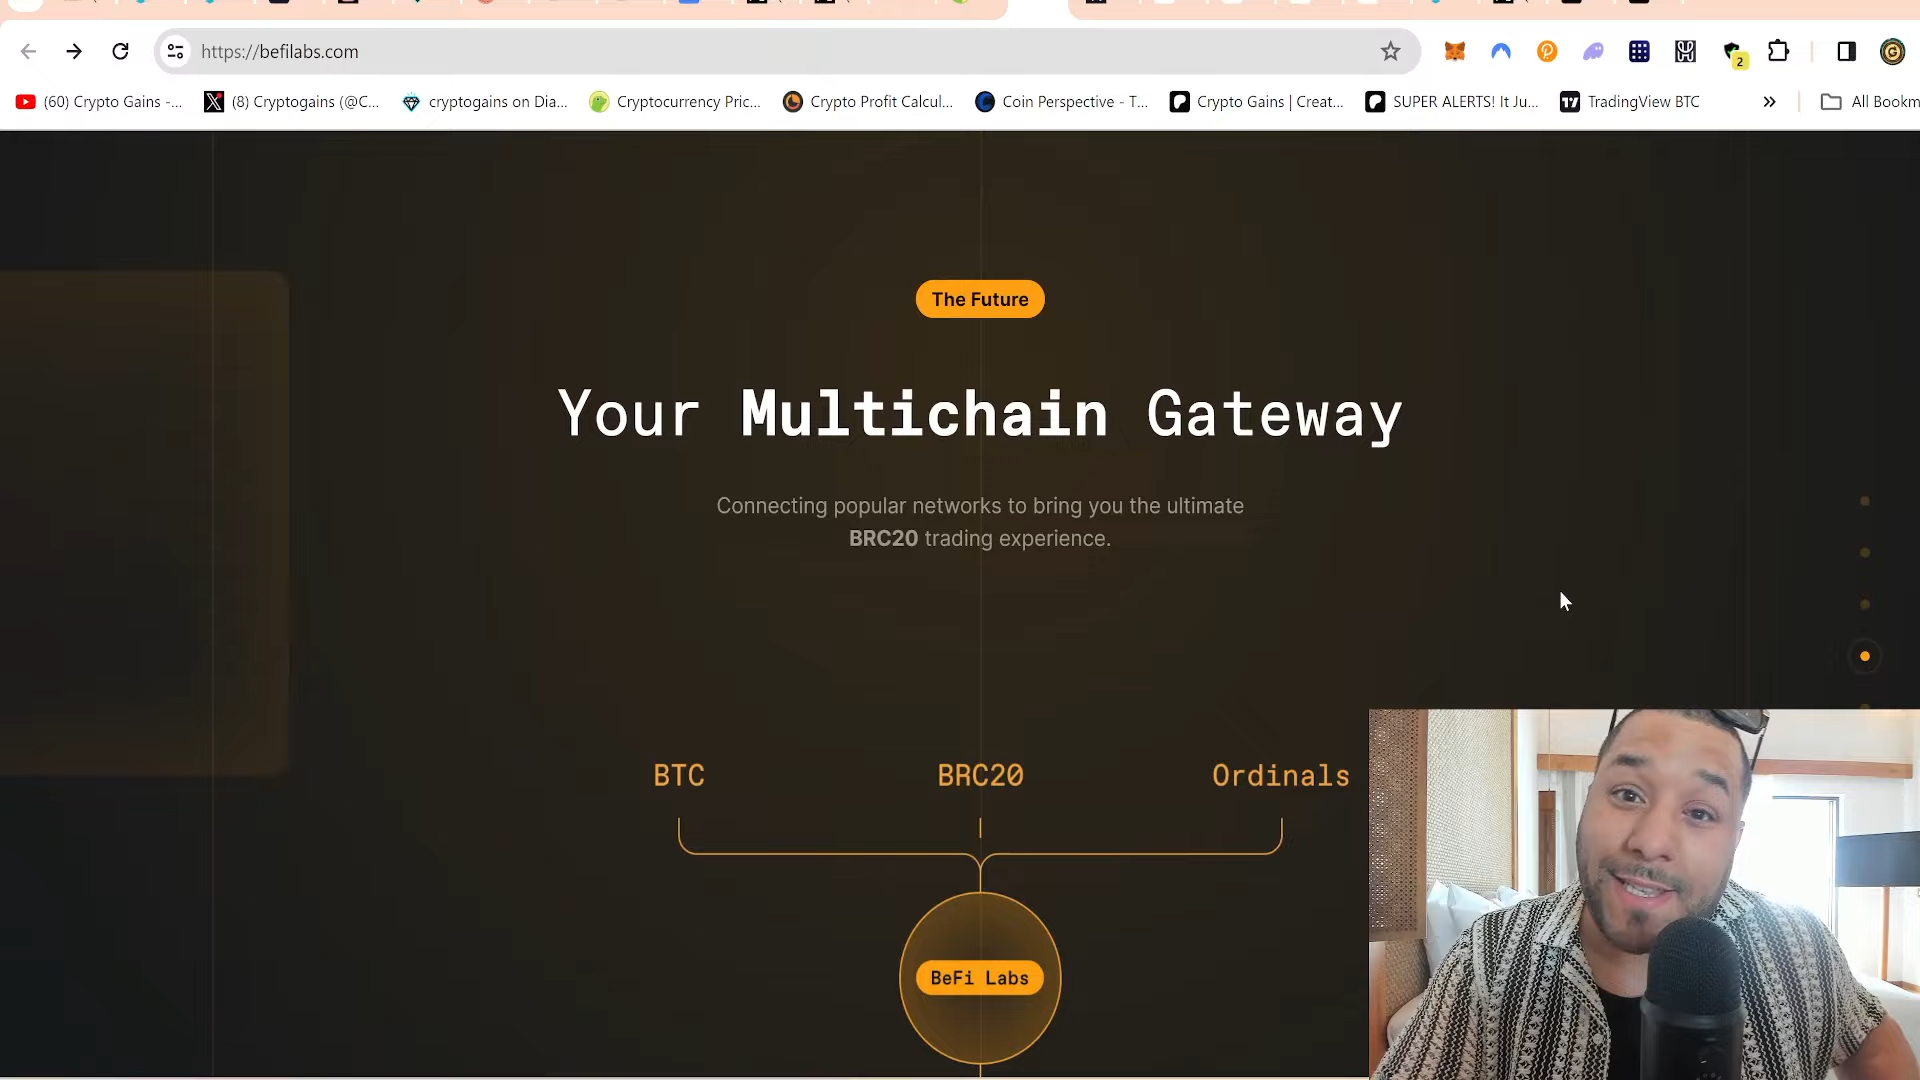 https://befilabs.com
2
G
(60) Crypto Gains -...
(8) Cryptogains (@C...
cryptogains on Dia...
Cryptocurrency Pric...
Crypto Profit Calcul...
Coin Perspective - T...
Crypto Gains | Creat...
SUPER ALERTS! It Ju...
TradingView BTC
All Bookm
The Future
Your Multichain Gateway
Connecting popular networks to bring you the ultimate
BRC20 trading experience.
BTC
BRC20
Ordinals
BeFi Labs